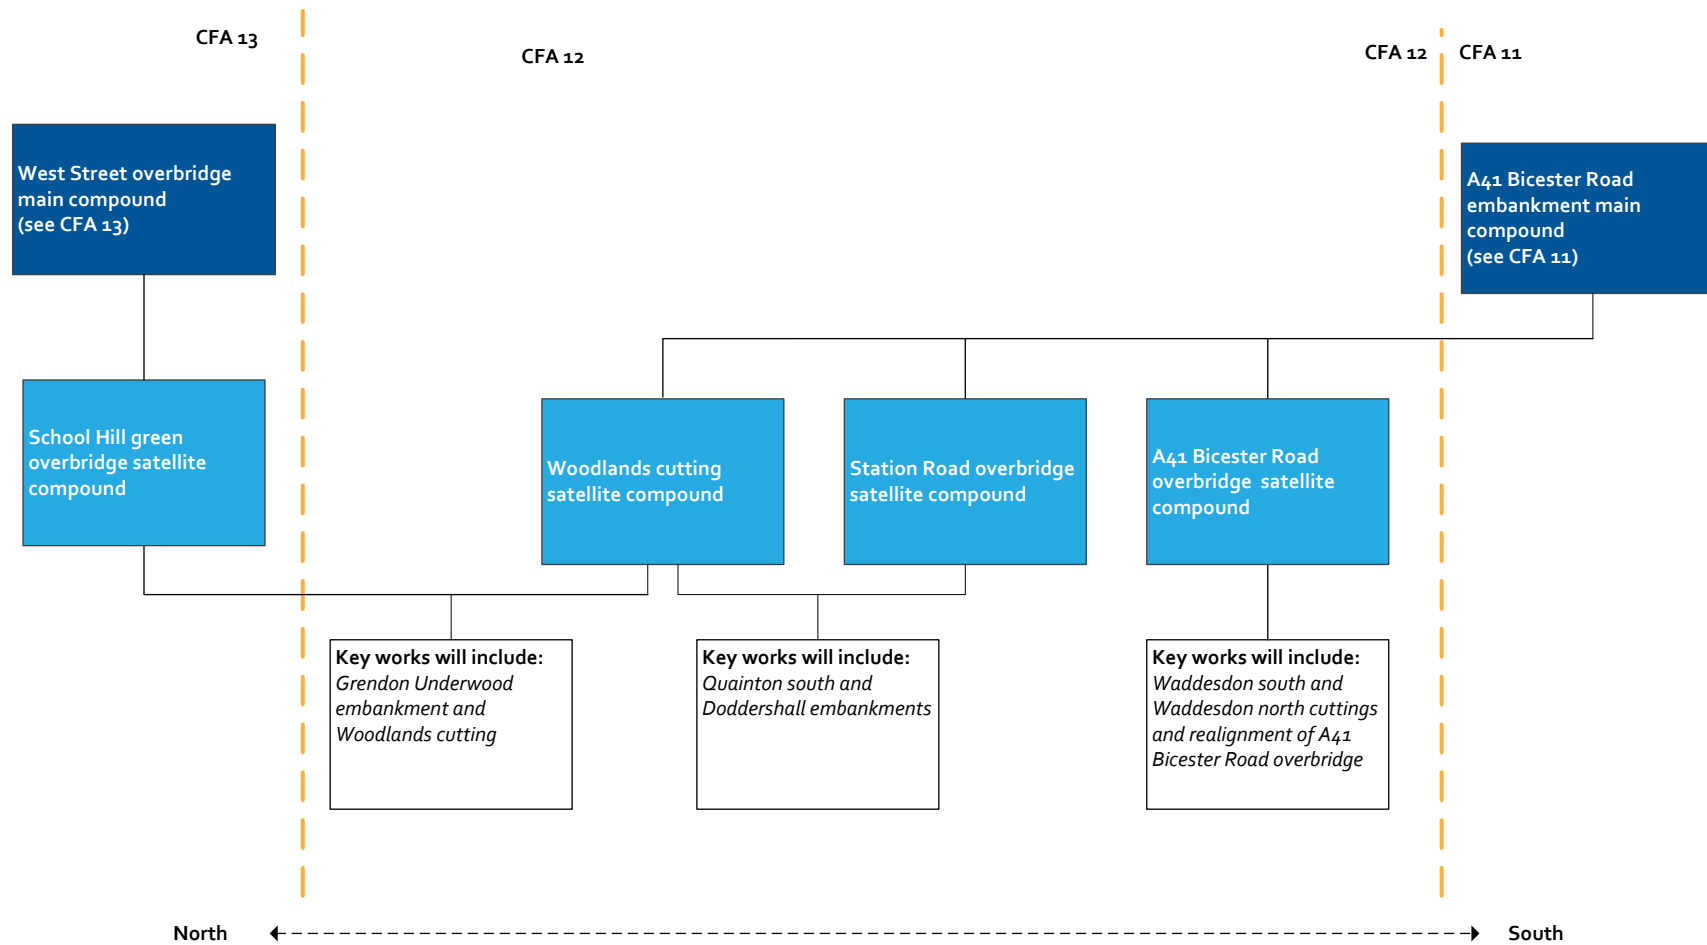 CFA 13
CFA 12
CFA 12
CFA 11
West Street overbridge
main compound
(see CFA 13)
A41 Bicester Road
embankment main
compound
(see CFA 11)
School Hill green
overbridge satellite
compound
Woodlands cutting
satellite compound
Station Road overbridge
satellite compound
A41 Bicester Road
overbridge satellite
compound
Key works will include:
Grendon Underwood
embankment and
Woodlands cutting
Key works will include:
Quainton south and
Doddershall embankments
Key works will include:
Waddesdon south and
Waddesdon north cuttings
and realignment of A41
Bicester Road overbridge
North
South